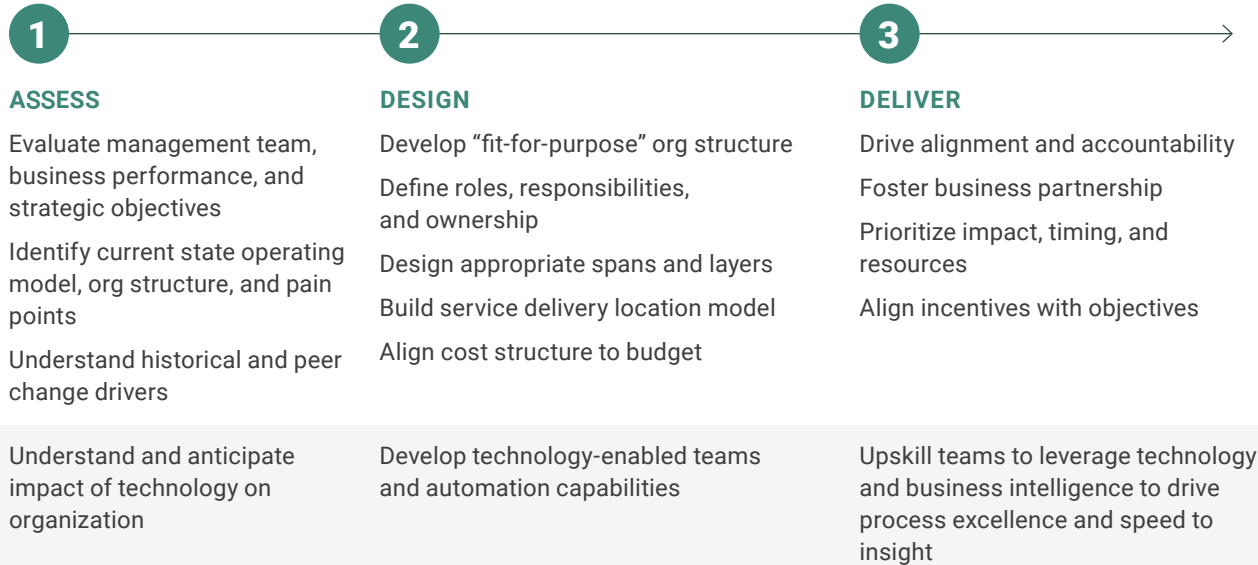 1
2
3
ASSESS
Evaluate management team,
business performance, and
strategic objectives
Identify current state operating
model, org structure, and pain
points
Understand historical and peer
change drivers
Understand and anticipate
impact of technology on
organization
DESIGN
Develop “fit-for-purpose” org structure
Define roles, responsibilities,
and ownership
Design appropriate spans and layers
Build service delivery location model
Align cost structure to budget
Develop technology-enabled teams
and automation capabilities
DELIVER
Drive alignment and accountability
Foster business partnership
Prioritize impact, timing, and
resources
Align incentives with objectives
Upskill teams to leverage technology
and business intelligence to drive
process excellence and speed to
insight